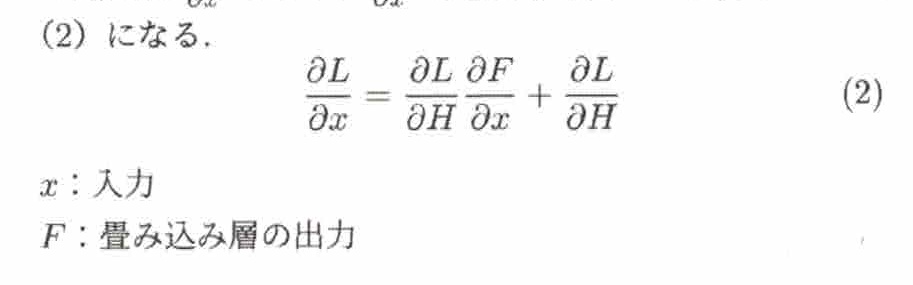 (2) になる.
∂L/∂x = ∂L/∂H ∂F/∂x + ∂L/∂H (2)
x:入力
F:畳み込み層の出力